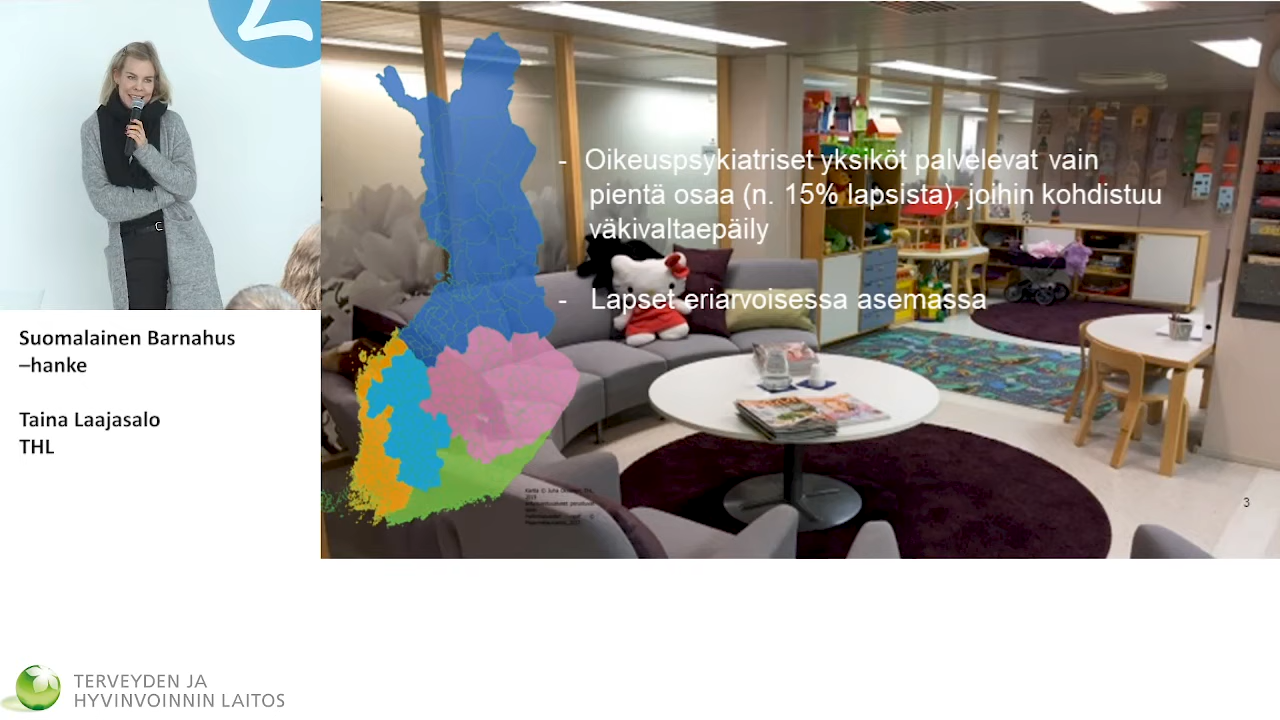 Suomalainen Barnahus
–hanke
Taina Laajasalo
THL
- Oikeuspsykiatriset yksiköt palvelevat vain
pientä osaa (n. 15% lapsista), joihin kohdistuu
väkivaltaepäily
- Lapset eriarvoisessa asemassa
3
TERVEYDEN JA
HYVINVOINNIN LAITOS